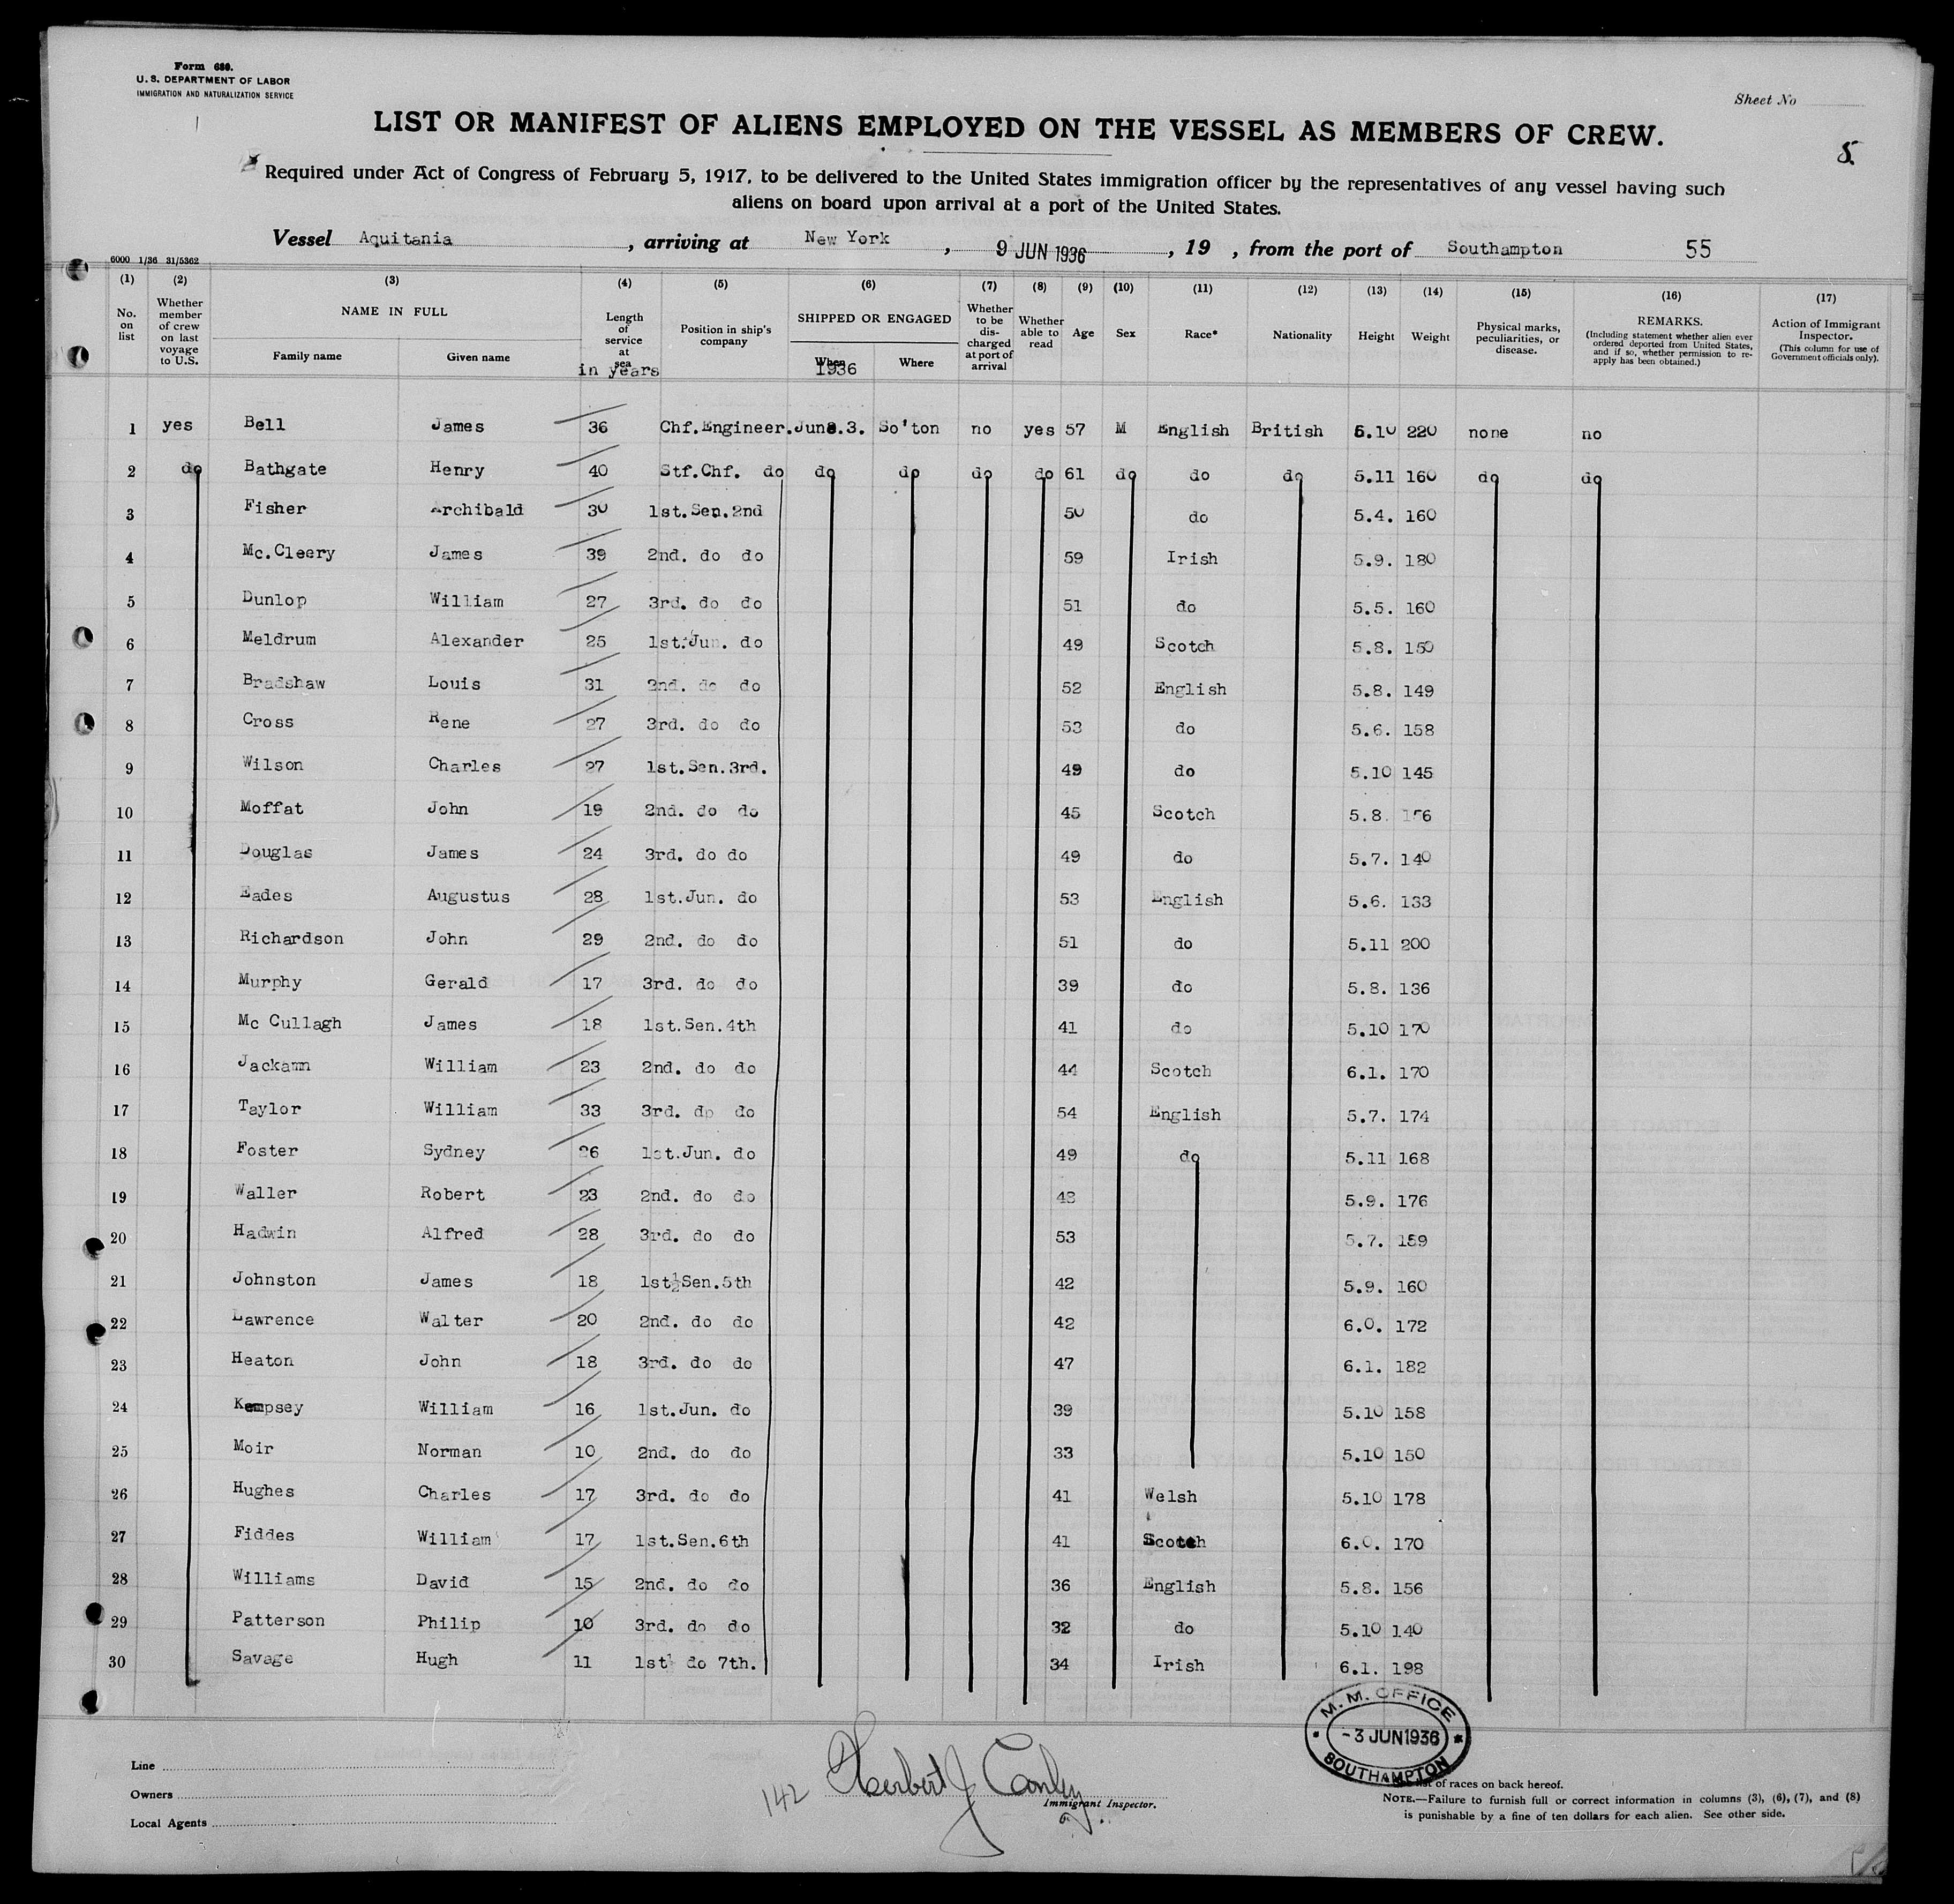 Form 689.
U. S. DEPARTMENT OF LABOR
IMMIGRATION AND NATURALIZATION SERVICE
Sheet No
LIST OR MANIFEST OF ALIENS EMPLOYED ON THE VESSEL AS MEMBERS OF CREW.
Required under Act of Congress of February 5, 1917, to be delivered to the United States immigration officer by the representatives of any vessel having such
aliens on board upon arrival at a port of the United States.
Vessel Aquitania, arriving at New York, 9 JUN 1936, 19 , from the port of Southampton 55
6000 1/36 31/5362
(1) (2) (3) (4) (5) (6) (7) (8) (9) (10) (11) (12) (13) (14) (15) (16) (17)
No. on list
Whether member of crew on last voyage to U.S.
NAME IN FULL
Family name Given name
Length of service at sea in years
Position in ship's company
SHIPPED OR ENGAGED
When 1936 Where
Whether to be discharged at port of arrival
Whether able to read
Age
Sex
Race*
Nationality
Height
Weight
Physical marks, peculiarities, or disease.
REMARKS.
(Including statement whether alien ever ordered deported from United States, and if so, whether permission to reapply has been obtained.)
Action of Immigrant Inspector.
(This column for use of Government officials only).
1 yes Bell James 36 Chf.Engineer. June.3. So'ton no yes 57 M English British 5.10 220 none no
2 do Bathgate Henry 40 Stf.Chf. do do do do do 61 do do do 5.11 160 do do
3 Fisher Archibald 30 1st.Sen.2nd 50 do 5.4. 160
4 Mc.Cleery James 39 2nd. do do 59 Irish 5.9. 180
5 Dunlop William 27 3rd. do do 51 do 5.5. 160
6 Meldrum Alexander 25 1st.Jun. do 49 Scotch 5.8. 150
7 Bradshaw Louis 31 2nd. do do 52 English 5.8. 149
8 Cross Rene 27 3rd. do do 53 do 5.6. 158
9 Wilson Charles 27 1st.Sen.3rd. 49 do 5.10 145
10 Moffat John 19 2nd. do do 45 Scotch 5.8.
11 Douglas James 24 3rd. do do 49 do 5.7. 140
12 Eades Augustus 28 1st.Jun. do 53 English 5.6. 133
13 Richardson John 29 2nd. do do 51 do 5.11 200
14 Murphy Gerald 17 3rd. do do 39 do 5.8. 136
15 Mc Cullagh James 18 1st.Sen.4th 41 do 5.10 170
16 William 23 2nd. do do 44 Scotch 6.1. 170
17 Taylor William 33 3rd. do do 54 English 5.7. 174
18 Foster Sydney 26 1st.Jun. do 49 do 5.11 168
19 Waller Robert 23 2nd. do do 5.9. 176
20 Hadwin Alfred 28 3rd. do do 53 5.7. 159
21 Johnston James 18 1st½Sen.5th 42 5.9. 160
22 Lawrence Walter 20 2nd. do do 42 6.0. 172
23 Heaton John 18 3rd. do do 47 6.1. 182
24 Kempsey William 16 1st.Jun. do 39 5.10 158
25 Moir Norman 10 2nd. do do 33 5.10 150
26 Hughes Charles 17 3rd. do do 41 Welsh 5.10 178
27 Fiddes William 17 1st.Sen.6th 41 Scotch 6.0. 170
28 Williams David 15 2nd. do do 36 English 5.8. 156
29 Patterson Philip 10 3rd. do do 32 do 5.10 140
30 Savage Hugh 11 1st do 7th. 34 Irish 6.1. 198
M. M. OFFICE
-3 JUN 1936
SOUTHAMPTON
Line
Owners
Local Agents
142
Immigrant Inspector.
of races on back hereof.
NOTE.—Failure to furnish full or correct information in columns (3), (6), (7), and (8)
is punishable by a fine of ten dollars for each alien. See other side.